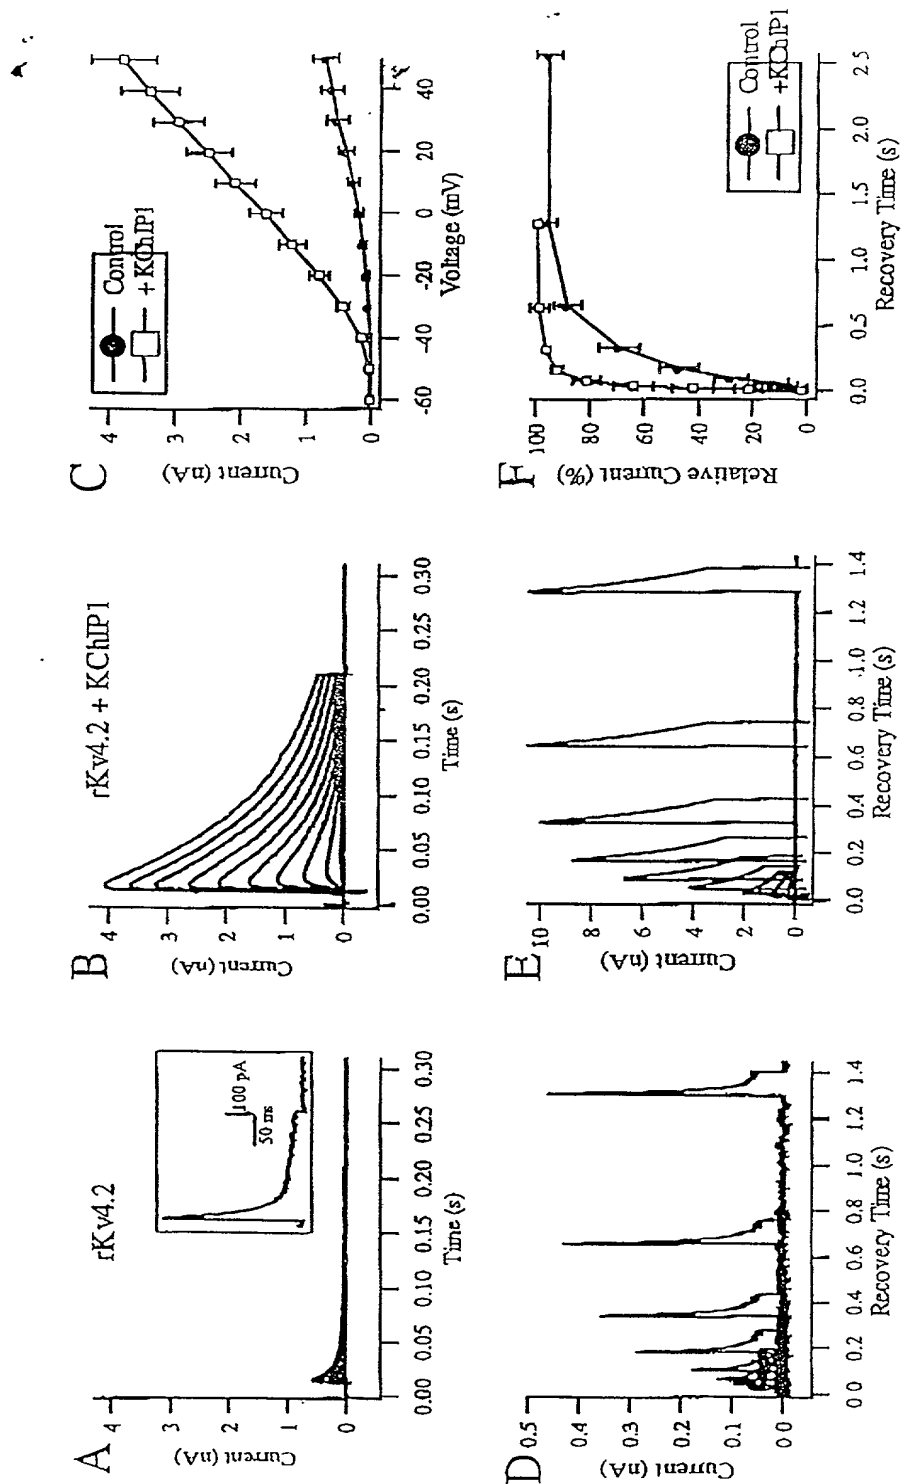 A
rKv4.2
Current (nA)
4
3
2
1
0
100 pA
50 ms
0.00 0.05 0.10 0.15 0.20 0.25 0.30
Time (s)
B
rKv4.2 + KChIP1
Current (nA)
4
3
2
1
0
0.00 0.05 0.10 0.15 0.20 0.25 0.30
Time (s)
C
Current (nA)
4
3
2
1
0
Control
+KChIP1
-60 -40 -20 0 20 40
Voltage (mV)
D
Current (nA)
0.5
0.4
0.3
0.2
0.1
0.0
0.0 0.2 0.4 0.6 0.8 1.0 1.2 1.4
Recovery Time (s)
E
Current (nA)
10
8
6
4
2
0
0.0 0.2 0.4 0.6 0.8 1.0 1.2 1.4
Recovery Time (s)
F
Relative Current (%)
100
80
60
40
20
0
Control
+KChIP1
0.0 0.5 1.0 1.5 2.0 2.5
Recovery Time (s)